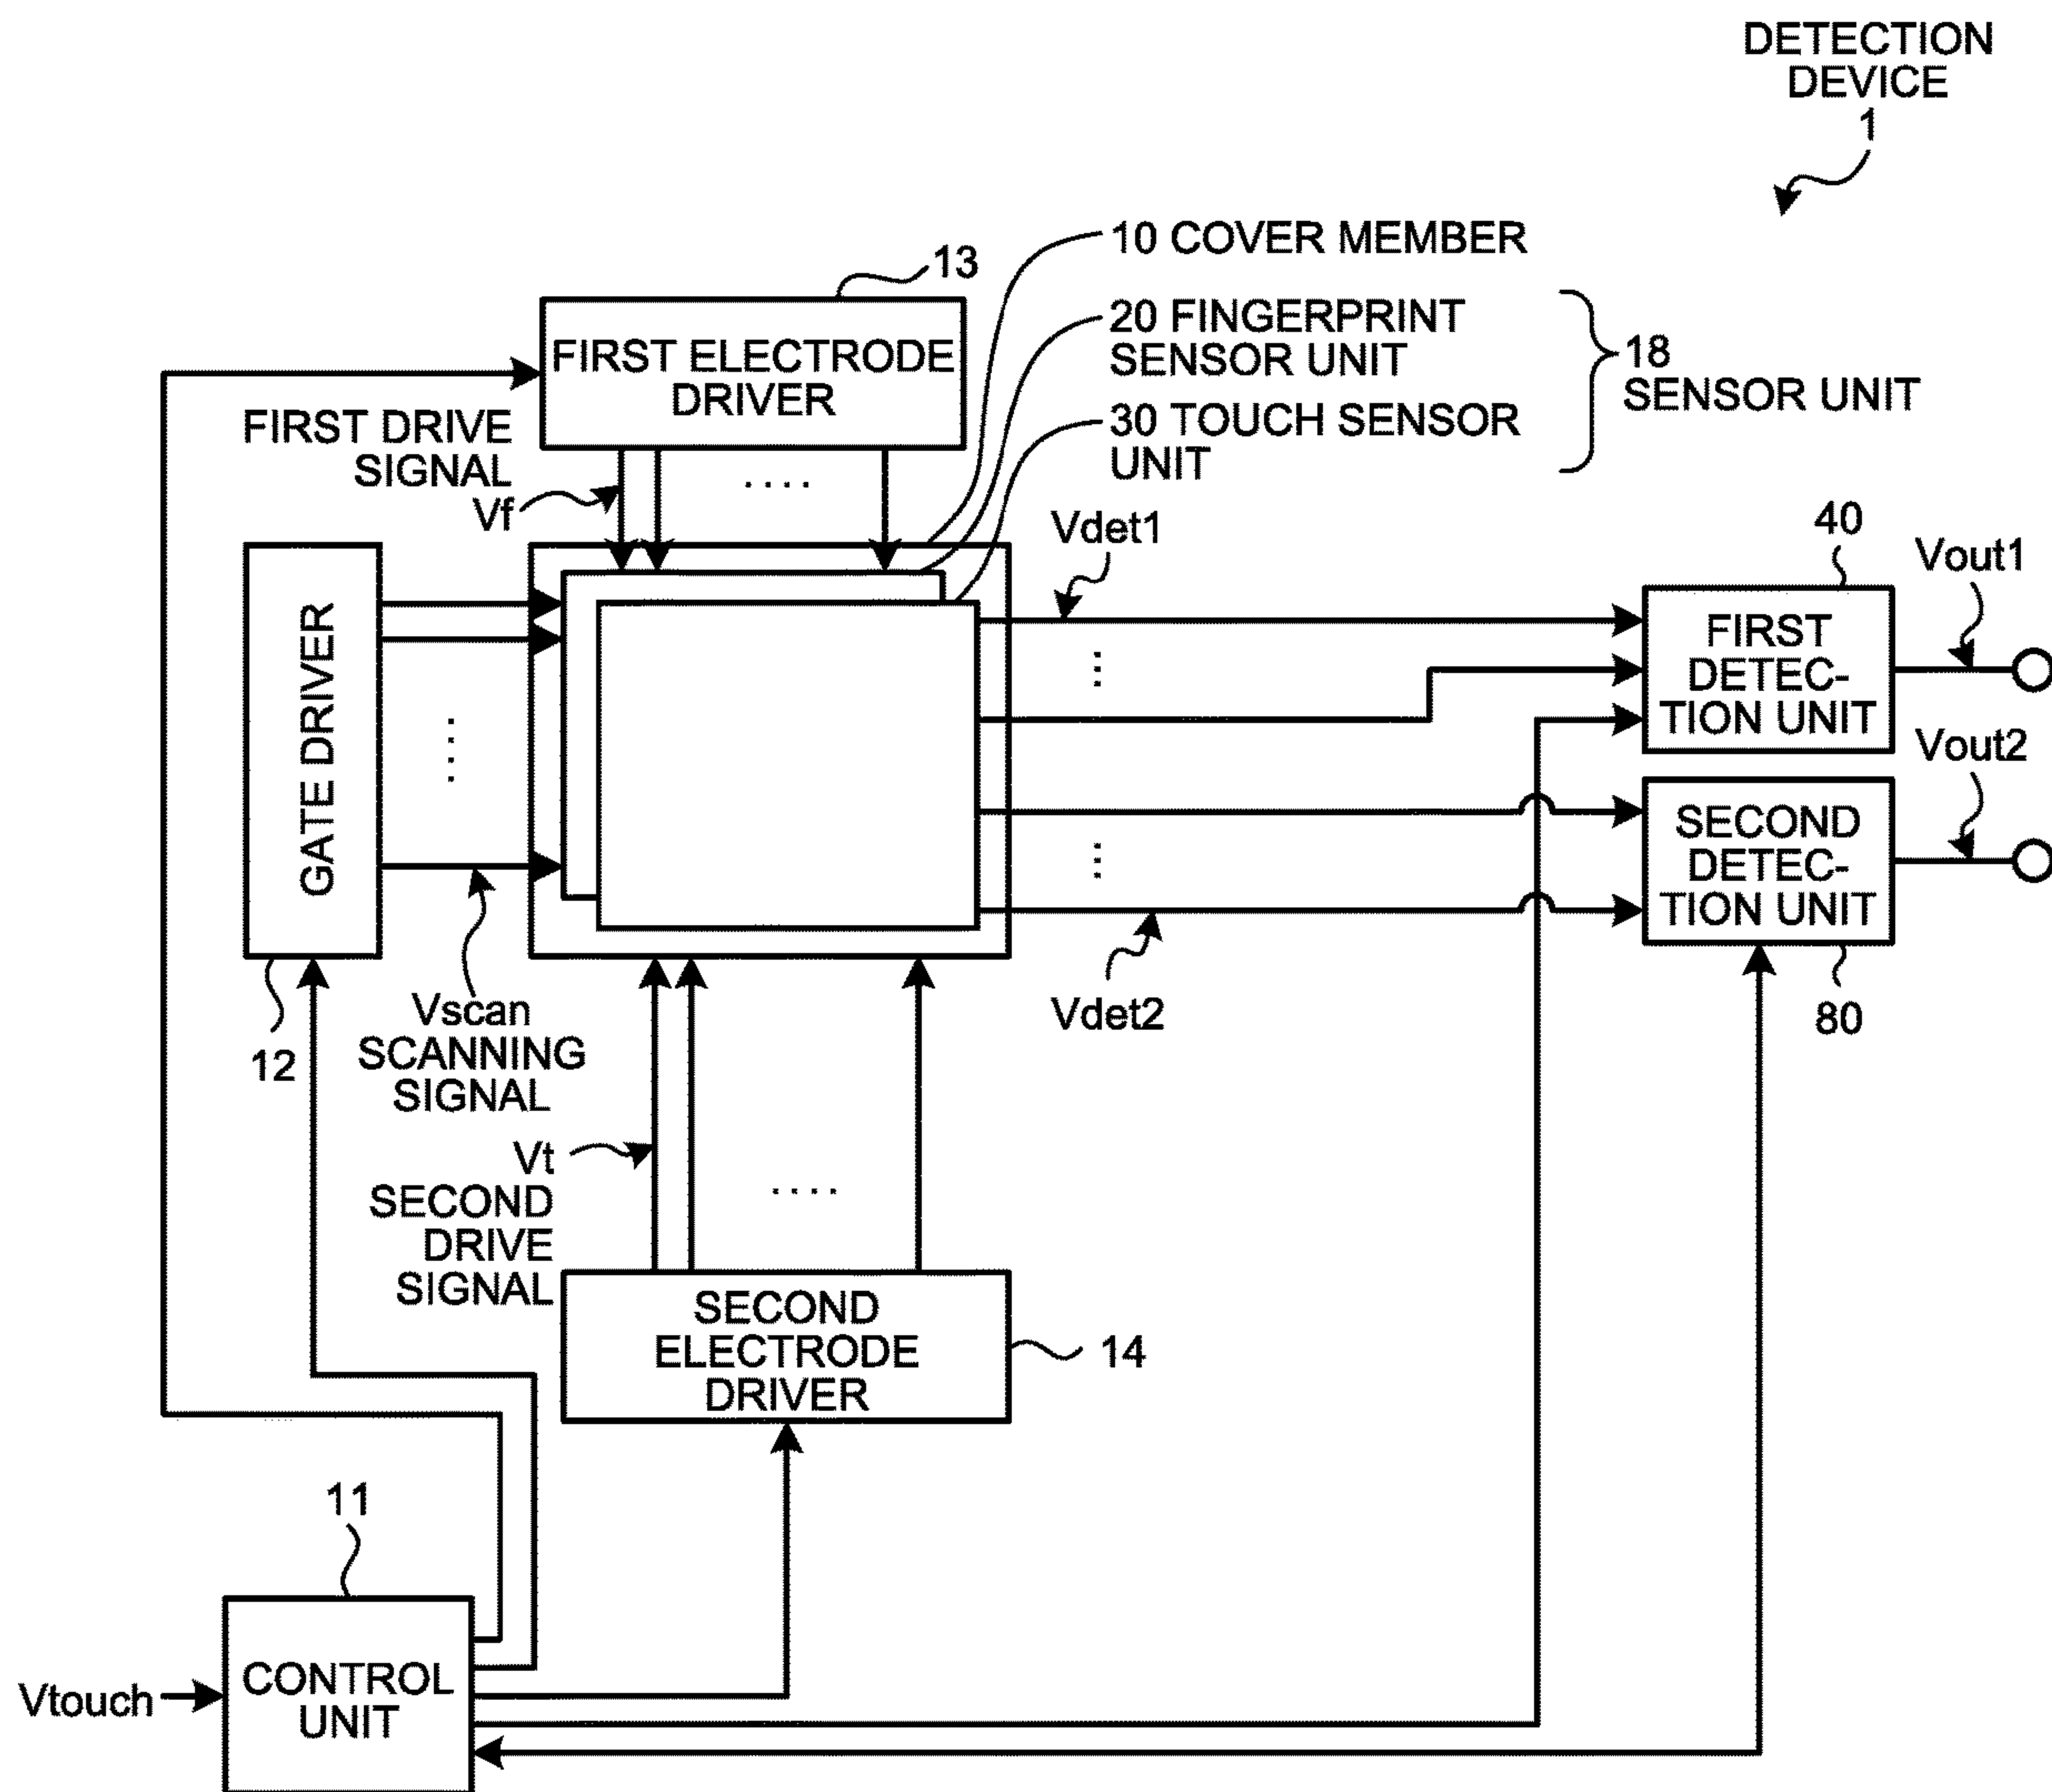 DETECTION
DEVICE
1
10 COVER MEMBER
13
20 FINGERPRINT
SENSOR UNIT
18
SENSOR UNIT
30 TOUCH SENSOR
UNIT
FIRST ELECTRODE
DRIVER
FIRST DRIVE
SIGNAL
Vf
Vdet1
40
Vout1
GATE DRIVER
FIRST
DETEC-
TION UNIT
Vout2
SECOND
DETEC-
TION UNIT
12
Vscan
SCANNING
SIGNAL
Vdet2
80
Vt
SECOND
DRIVE
SIGNAL
SECOND
ELECTRODE
DRIVER
14
11
Vtouch
CONTROL
UNIT